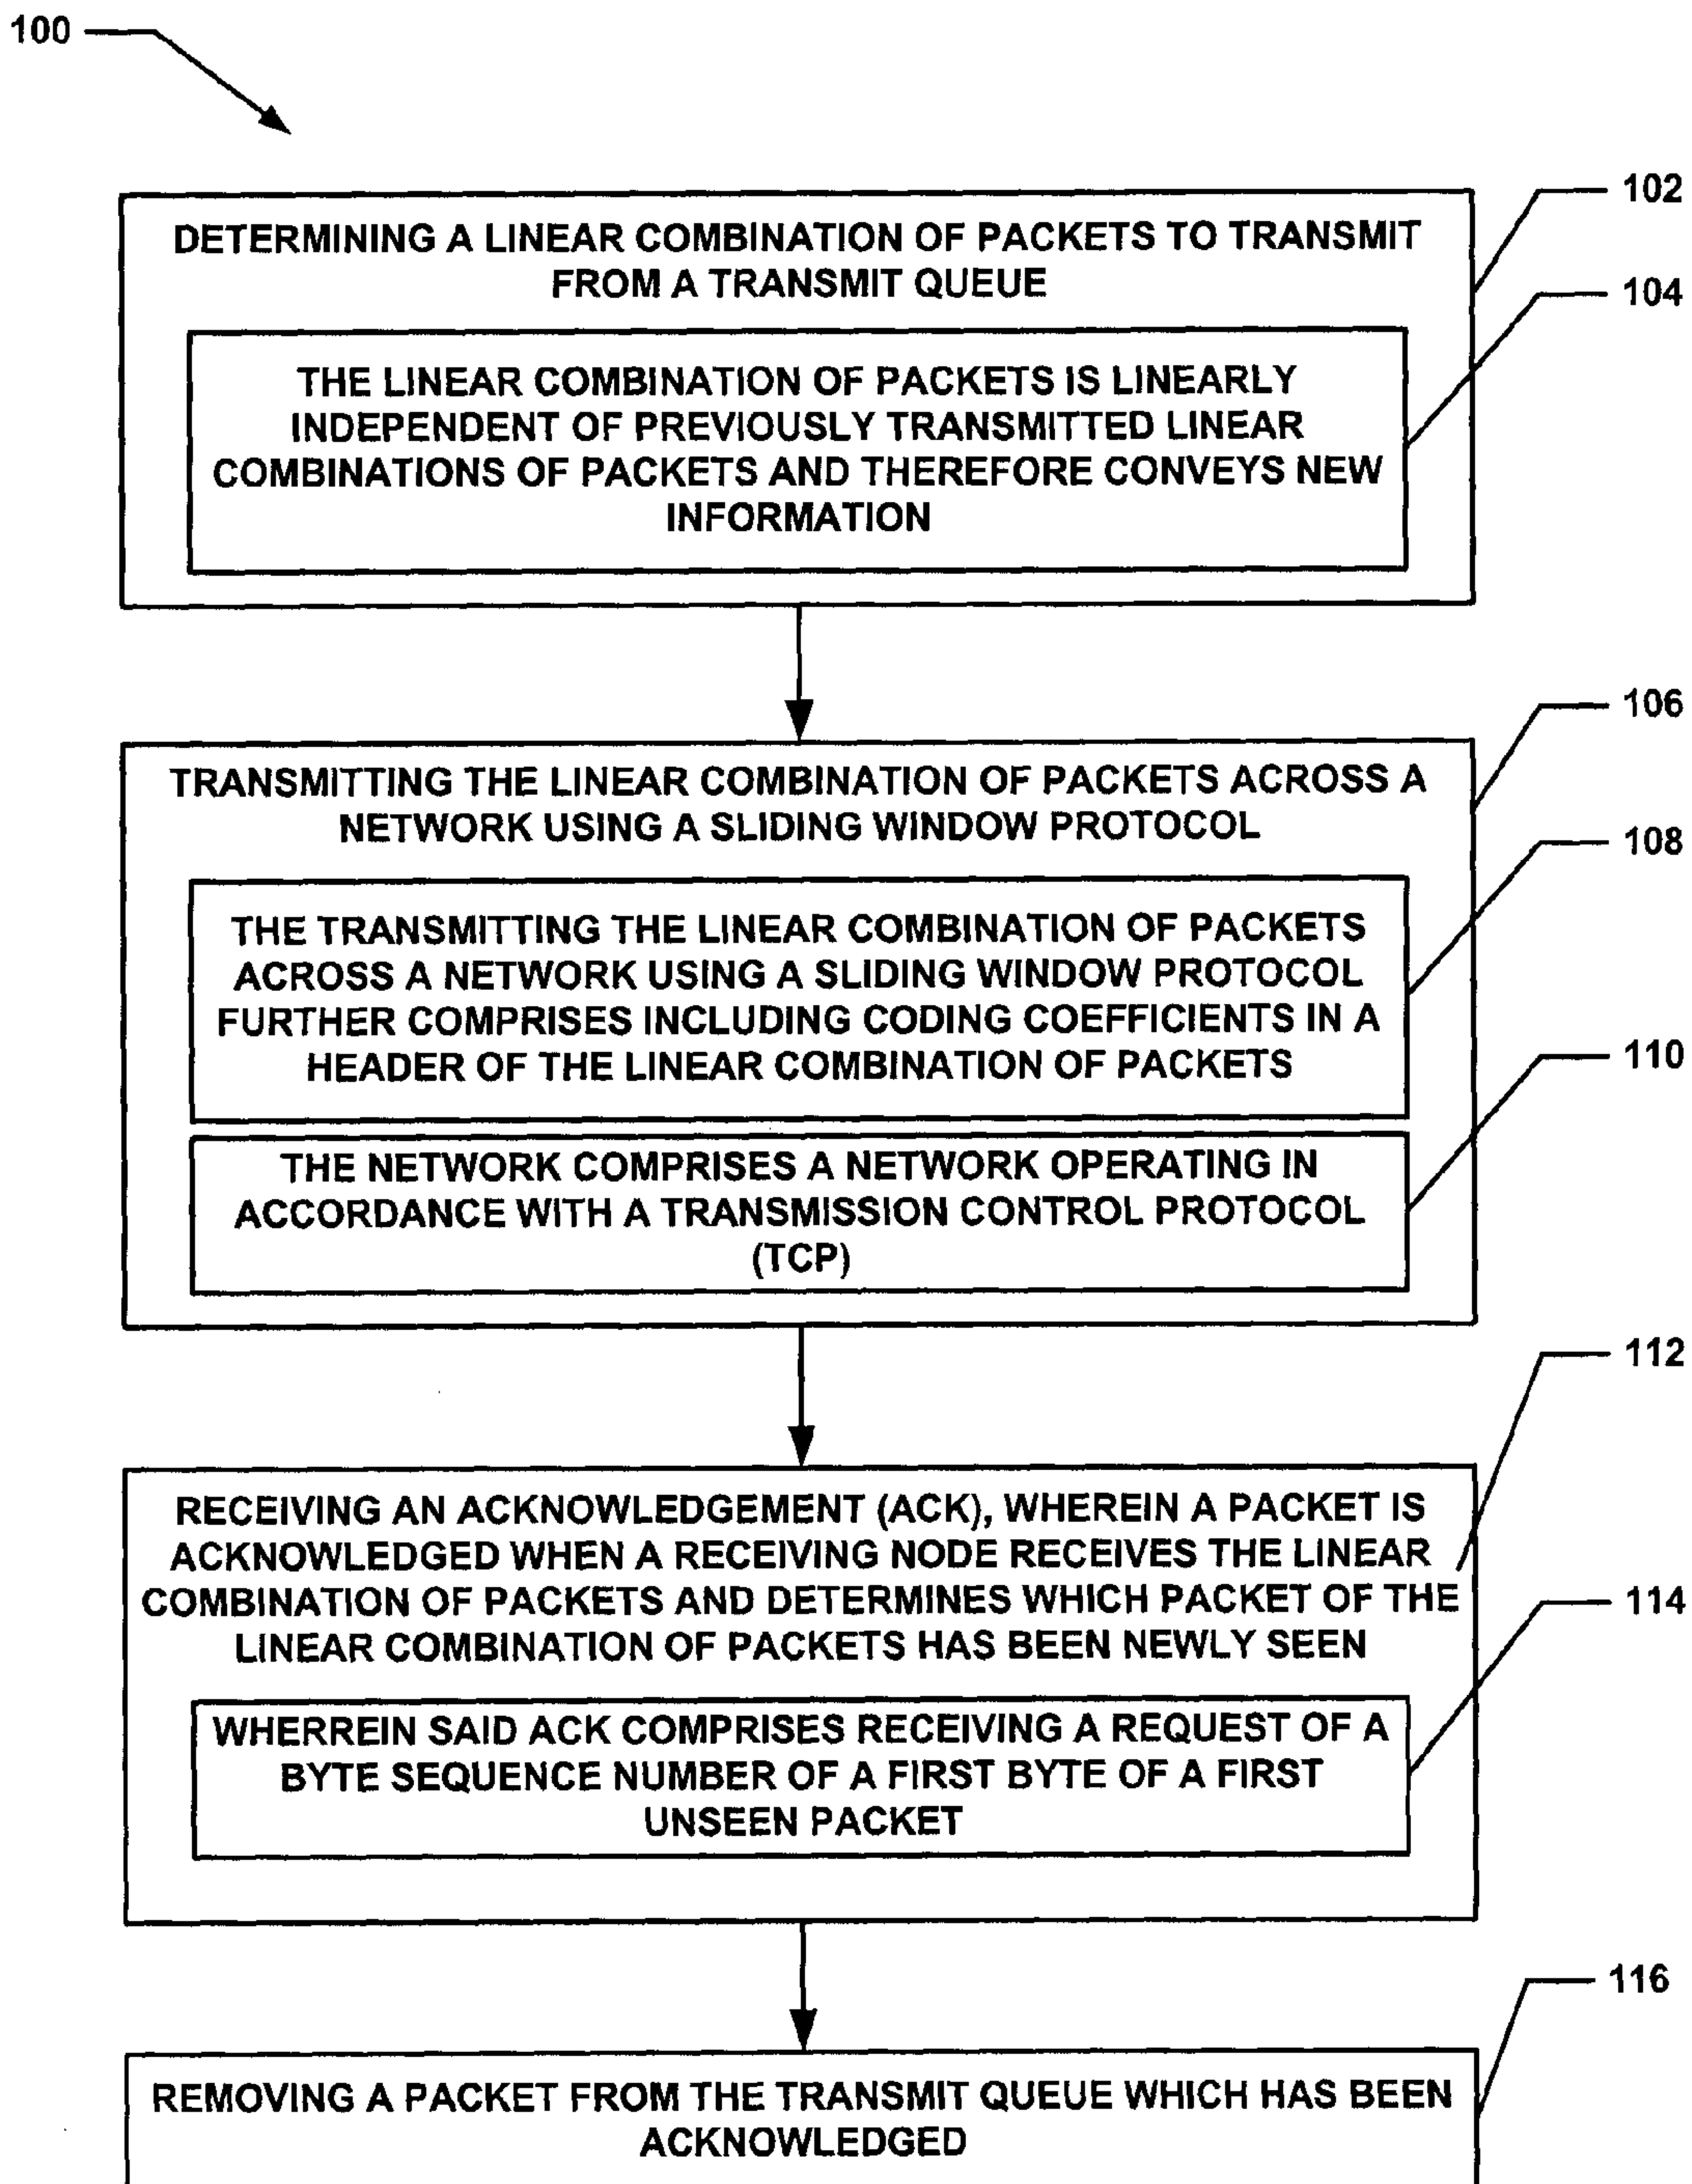 100
102
DETERMINING A LINEAR COMBINATION OF PACKETS TO TRANSMIT
FROM A TRANSMIT QUEUE
104
THE LINEAR COMBINATION OF PACKETS IS LINEARLY
INDEPENDENT OF PREVIOUSLY TRANSMITTED LINEAR
COMBINATIONS OF PACKETS AND THEREFORE CONVEYS NEW
INFORMATION
106
TRANSMITTING THE LINEAR COMBINATION OF PACKETS ACROSS A
NETWORK USING A SLIDING WINDOW PROTOCOL
108
THE TRANSMITTING THE LINEAR COMBINATION OF PACKETS
ACROSS A NETWORK USING A SLIDING WINDOW PROTOCOL
FURTHER COMPRISES INCLUDING CODING COEFFICIENTS IN A
HEADER OF THE LINEAR COMBINATION OF PACKETS
110
THE NETWORK COMPRISES A NETWORK OPERATING IN
ACCORDANCE WITH A TRANSMISSION CONTROL PROTOCOL
(TCP)
112
RECEIVING AN ACKNOWLEDGEMENT (ACK), WHEREIN A PACKET IS
ACKNOWLEDGED WHEN A RECEIVING NODE RECEIVES THE LINEAR
COMBINATION OF PACKETS AND DETERMINES WHICH PACKET OF THE
LINEAR COMBINATION OF PACKETS HAS BEEN NEWLY SEEN
114
WHERREIN SAID ACK COMPRISES RECEIVING A REQUEST OF A
BYTE SEQUENCE NUMBER OF A FIRST BYTE OF A FIRST
UNSEEN PACKET
116
REMOVING A PACKET FROM THE TRANSMIT QUEUE WHICH HAS BEEN
ACKNOWLEDGED